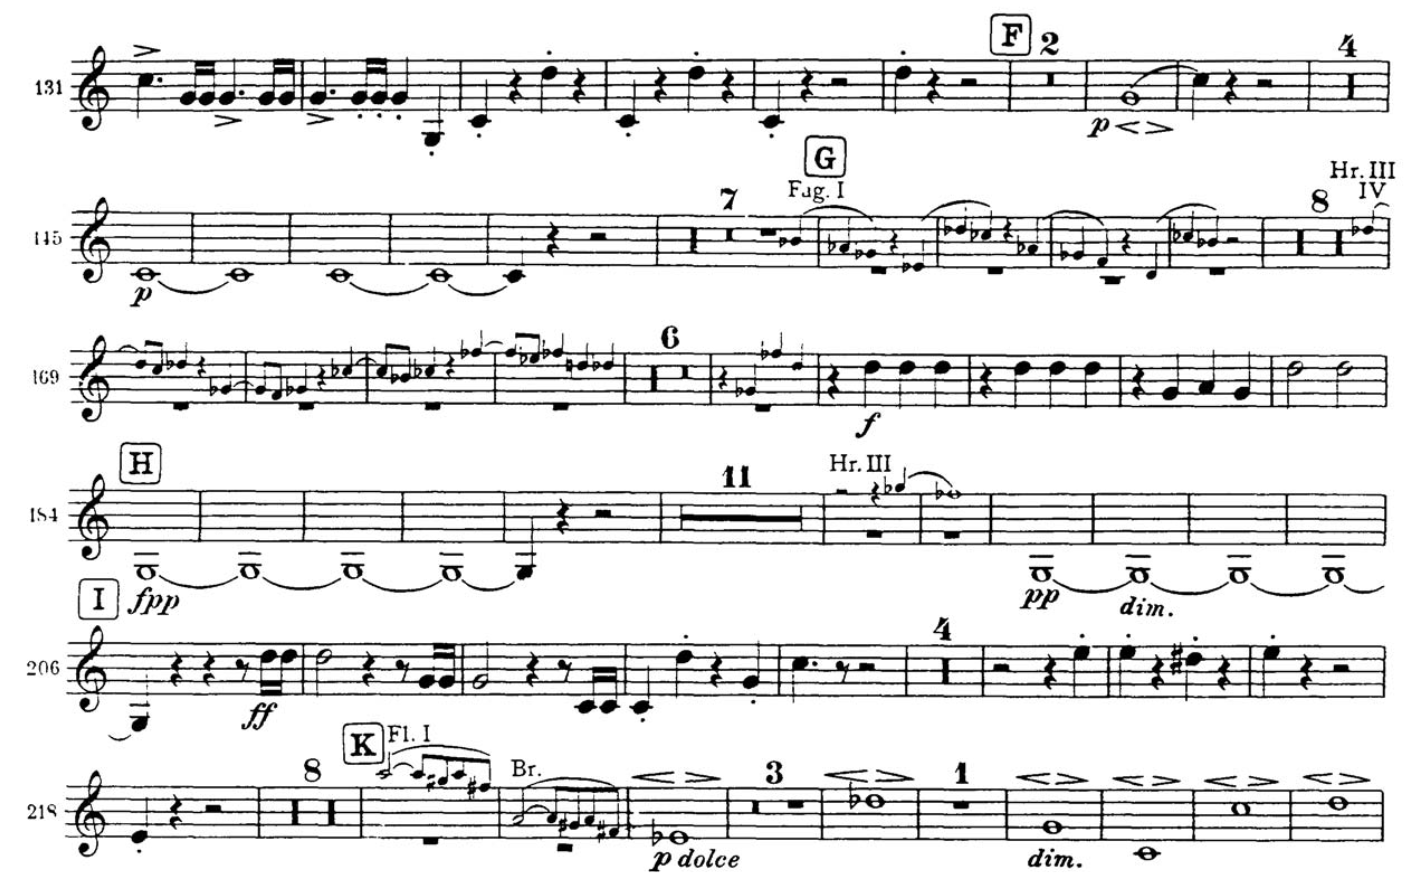 F
131 2 4
p
G
Fag. I Hr. III
145 7 8 IV
p
169 6
f
H
184 11 Hr. III
fpp pp dim.
I
206 4
ff
K Fl. I
218 8 Br. 3 1
p dolce dim.